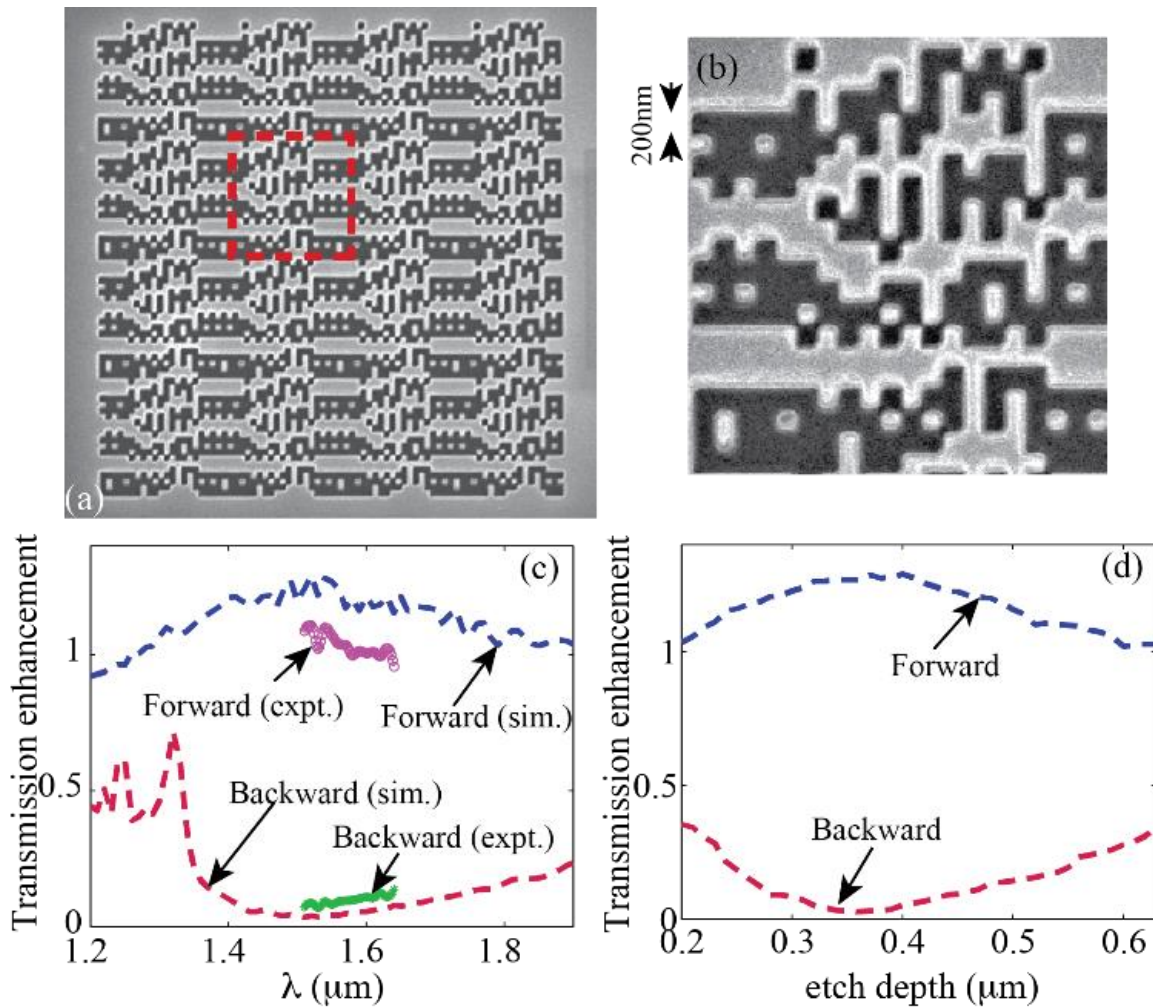 (a)
(b)
200nm
Transmission enhancement
(c)
1
0.5
0
Forward (expt.)
Forward (sim.)
Backward (sim.)
Backward (expt.)
1.2
1.4
1.6
1.8
λ (μm)
Transmission enhancement
(d)
1
0.5
0
Forward
Backward
0.2
0.3
0.4
0.5
0.6
etch depth (μm)